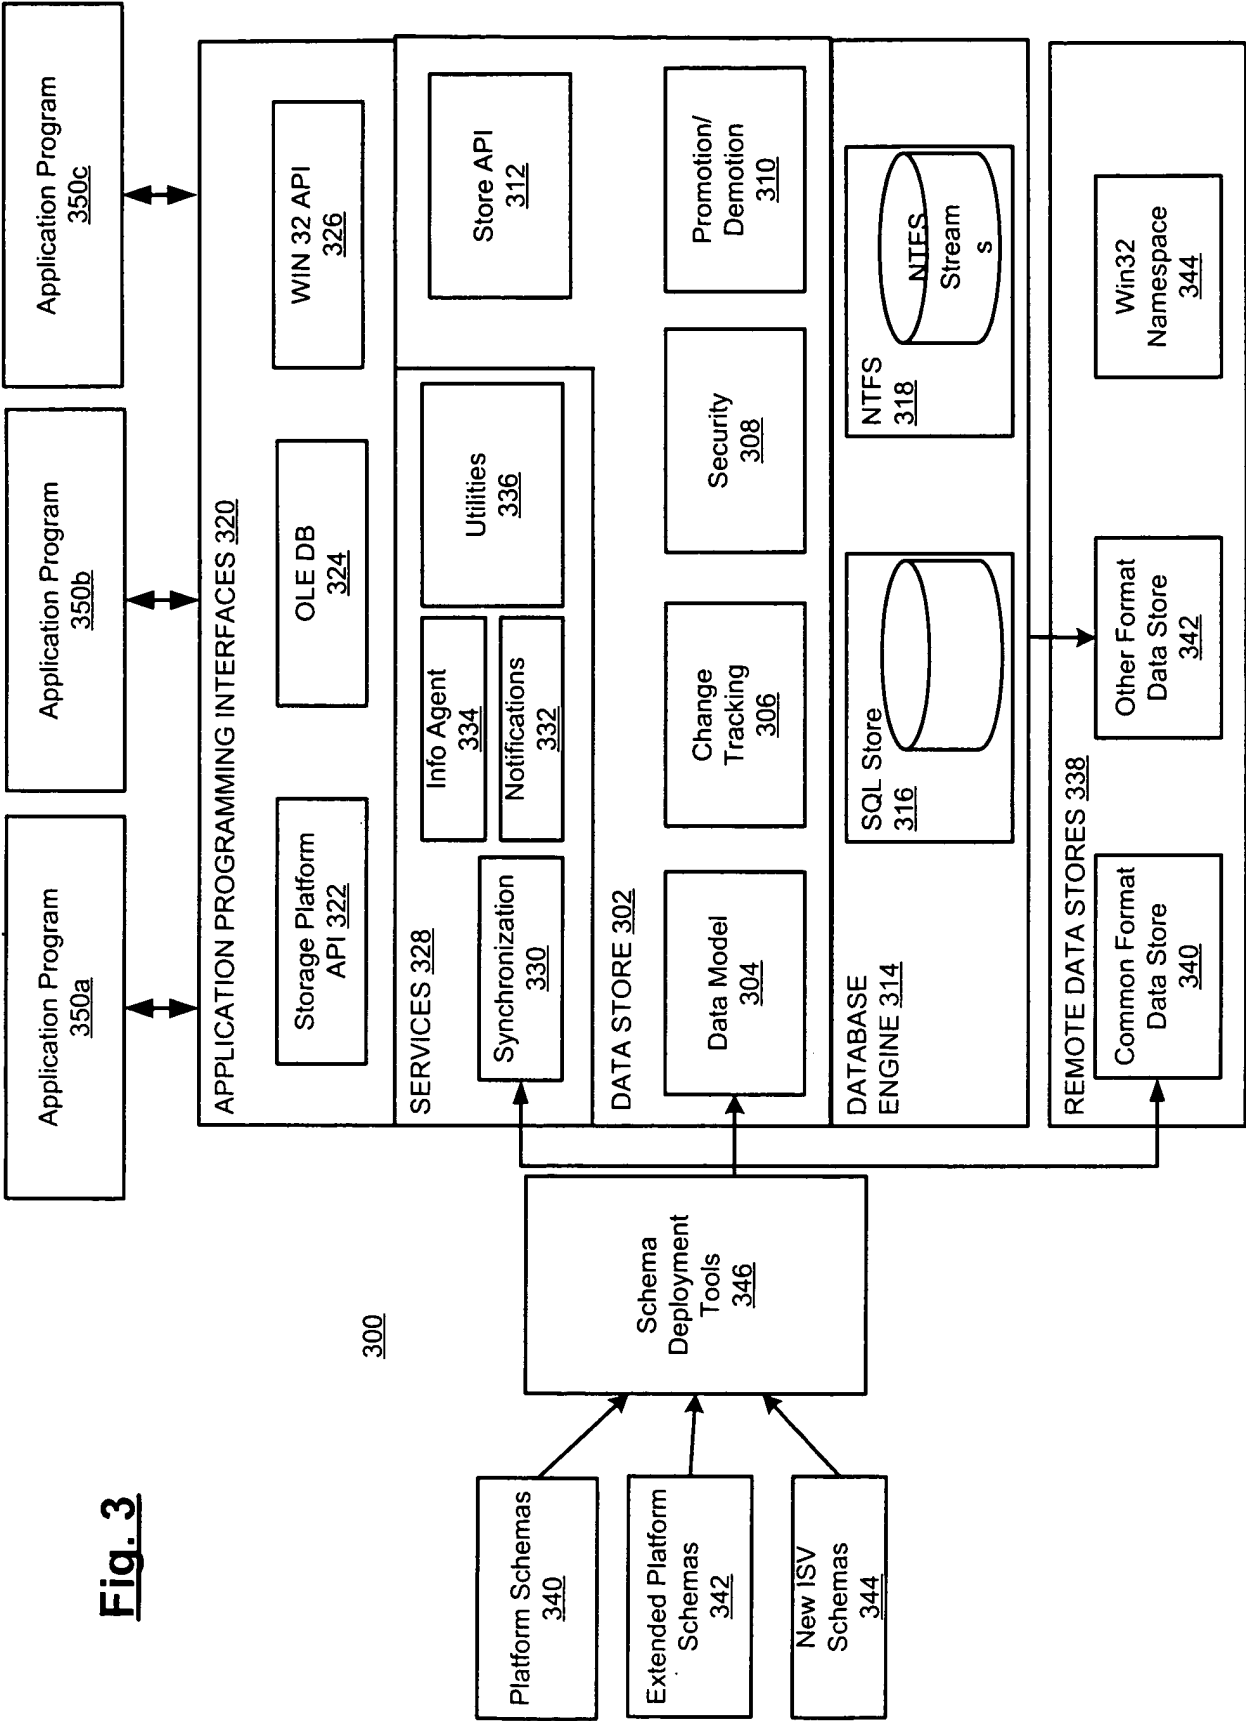 Fig. 3
300
Application Program
350a
Application Program
350b
Application Program
350c
APPLICATION PROGRAMMING INTERFACES 320
Storage Platform
API 322
OLE DB
324
WIN 32 API
326
SERVICES 328
Synchronization
330
Info Agent
334
Notifications
332
Utilities
336
Store API
312
DATA STORE 302
Data Model
304
Change
Tracking
306
Security
308
Promotion/
Demotion
310
DATABASE
ENGINE 314
SQL Store
316
NTFS
318
NTFS
Stream
s
REMOTE DATA STORES 338
Common Format
Data Store
340
Other Format
Data Store
342
Win32
Namespace
344
Schema
Deployment
Tools
346
Platform Schemas
340
Extended Platform
Schemas
342
New ISV
Schemas
344